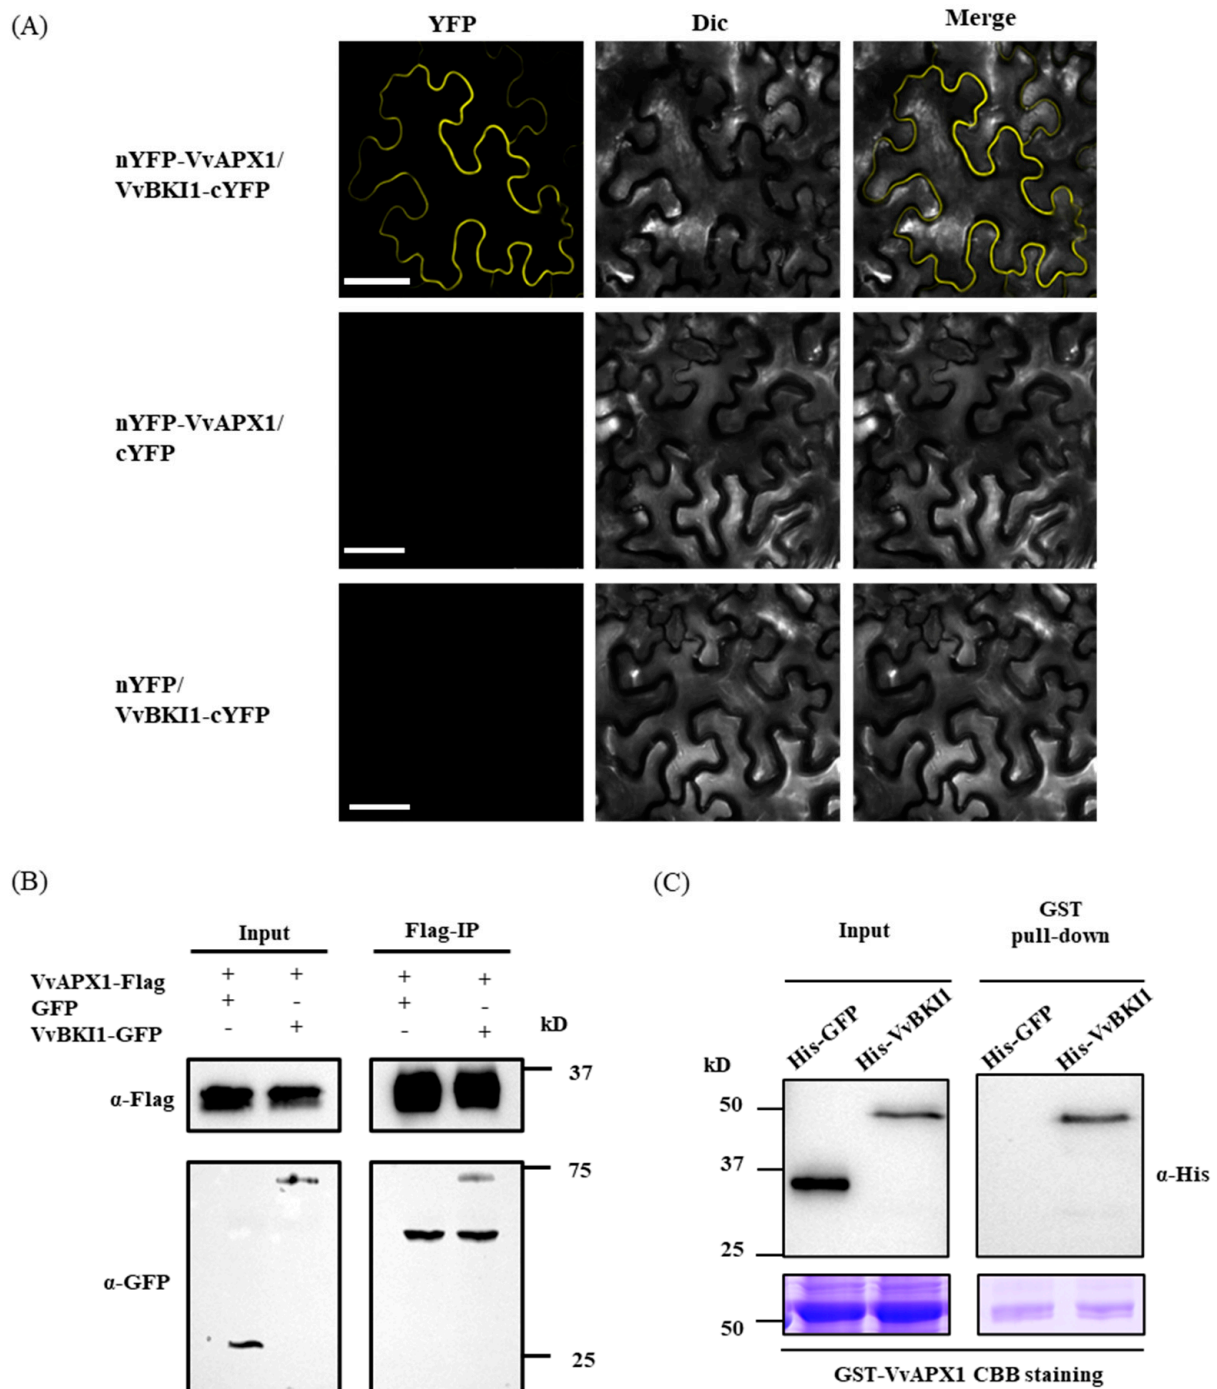 (A)
YFP Dic Merge
nYFP-VvAPX1/
VvBKI1-cYFP
nYFP-VvAPX1/
cYFP
nYFP/
VvBKI1-cYFP
(B)
Input Flag-IP
VvAPX1-Flag + + + +
GFP + - + -
VvBKI1-GFP - + - + kD
α-Flag 37
75
α-GFP
25
(C)
Input GST
pull-down
His-GFP His-VvBKI1 His-GFP His-VvBKI1
kD
50
37
α-His
25
50
GST-VvAPX1 CBB staining